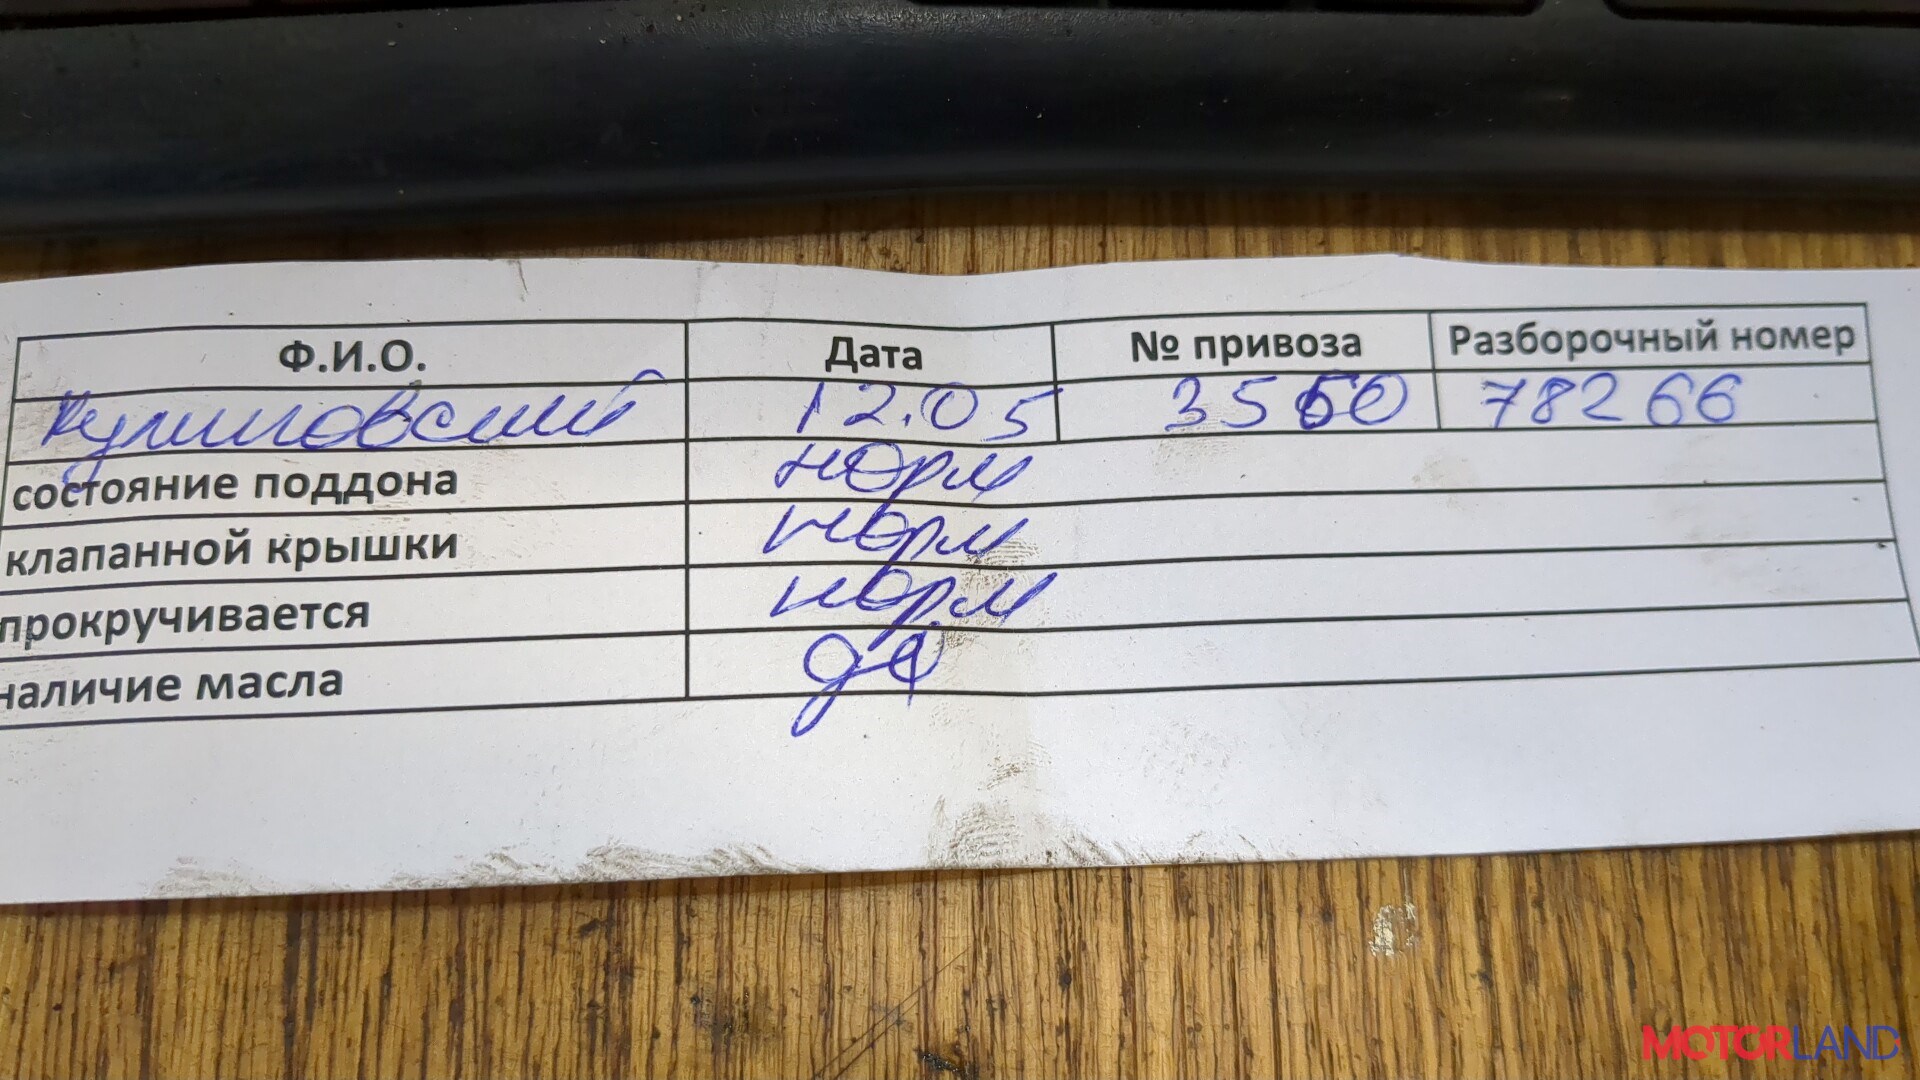 Ф.И.О. Дата № привоза Разборочный номер
12.05 3560 78266
состояние поддона норм
клапанной крышки норм
прокручивается норм
наличие масла да
MOTORLAND